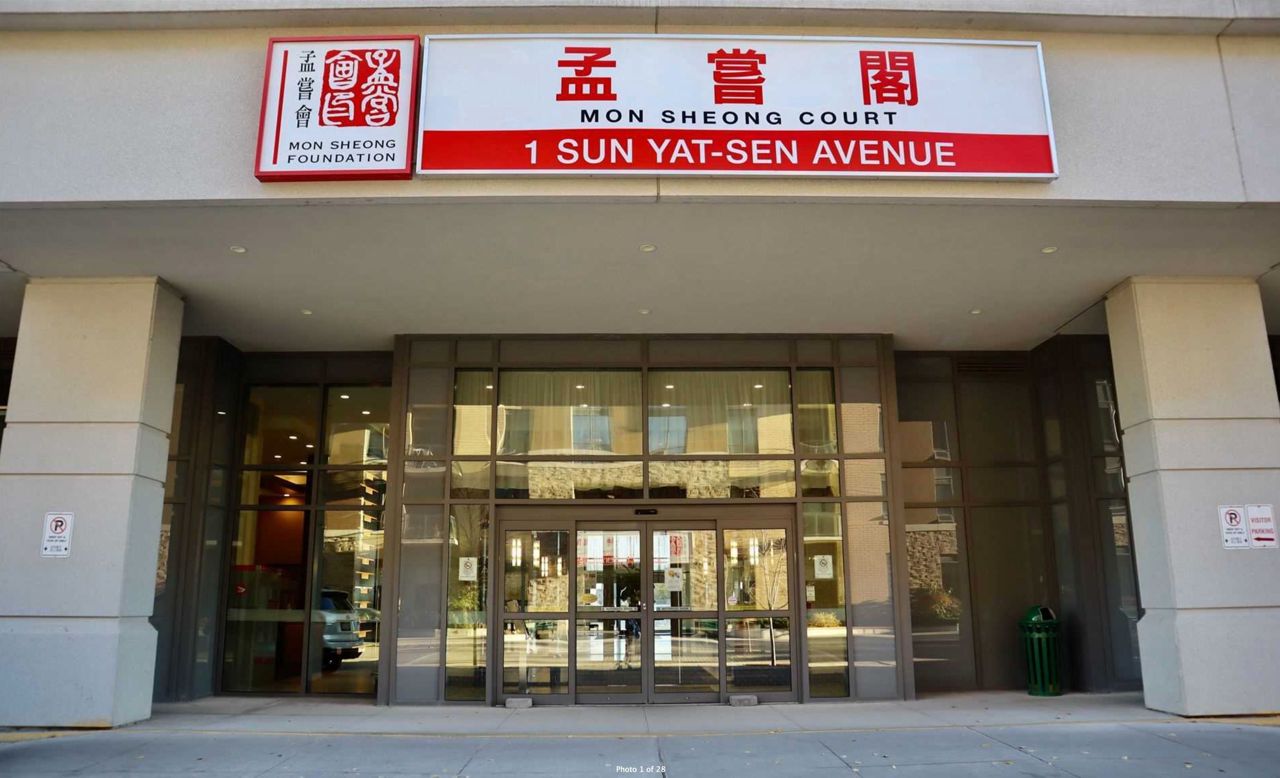 孟嘗會
孟嘗會印
MON SHEONG
FOUNDATION
孟嘗閣
MON SHEONG COURT
1 SUN YAT-SEN AVENUE
VISITOR
PARKING
Photo 1 of 28